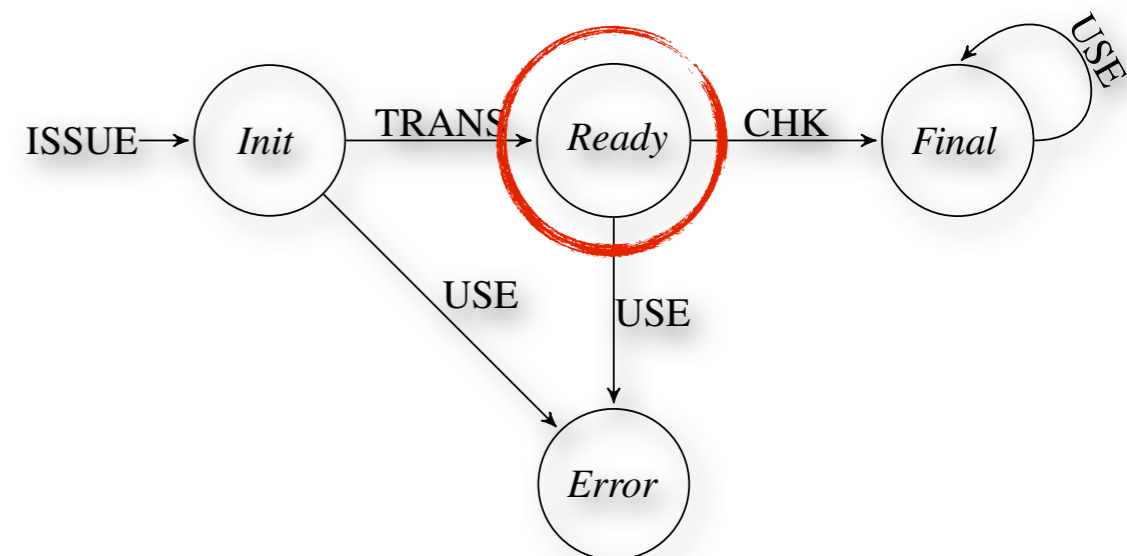 ISSUE
Init
TRANS
Ready
CHK
Final
USE
USE
USE
Error